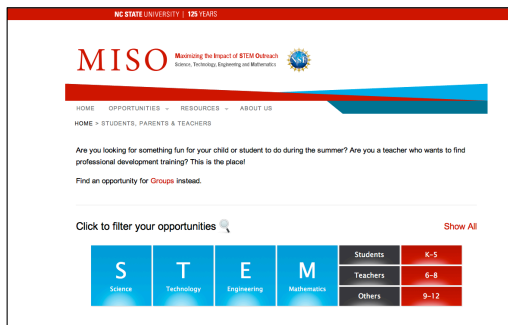 NC STATE UNIVERSITY | 125 YEARS
MISO
Maximizing the Impact of STEM Outreach
Science, Technology, Engineering and Mathematics
NSF
HOME OPPORTUNITIES RESOURCES ABOUT US
HOME > STUDENTS, PARENTS & TEACHERS
Are you looking for something fun for your child or student to do during the summer? Are you a teacher who wants to find
professional development training? This is the place!
Find an opportunity for Groups instead.
Click to filter your opportunities
Show All
S T E M
Science Technology Engineering Mathematics
Students K-5
Teachers 6-8
Others 9-12